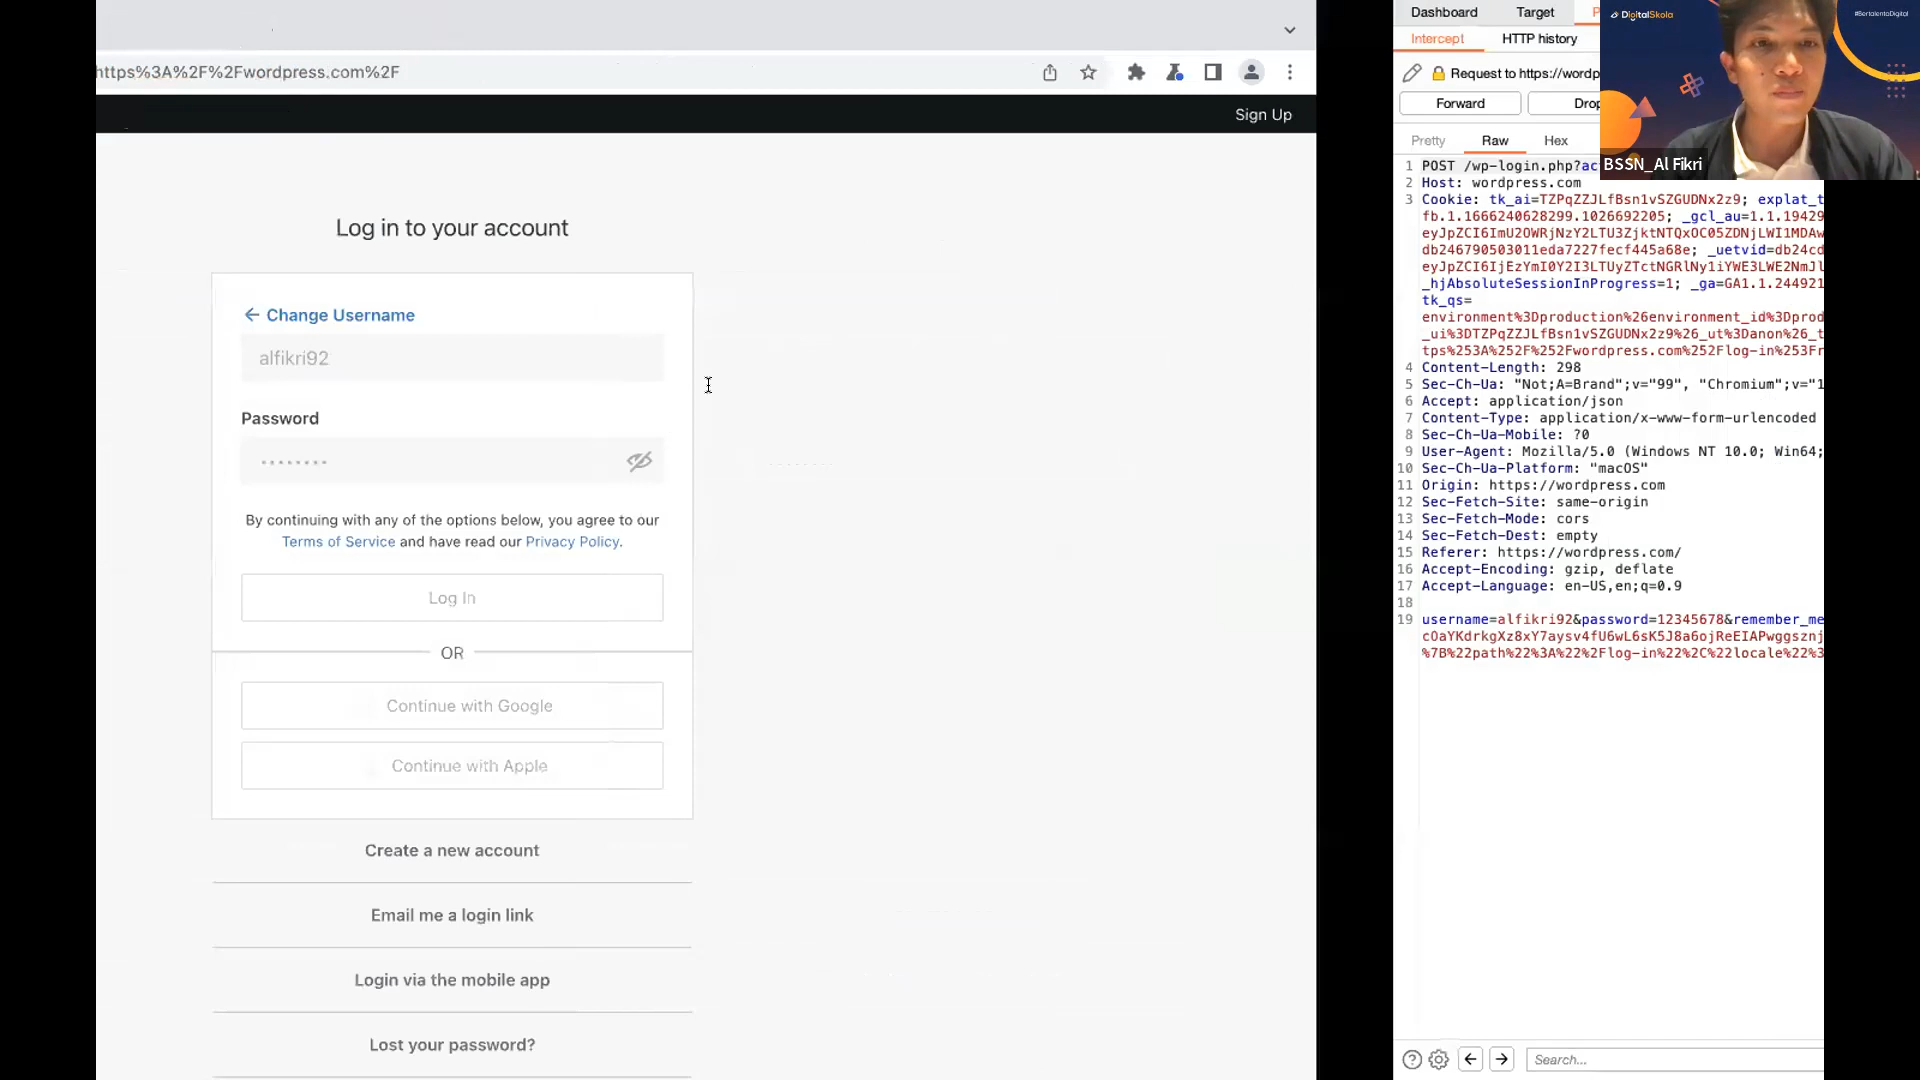 https%3A%2F%2Fwordpress.com%2F
Sign Up
Log in to your account
← Change Username
alfikri92
Password
••••••••
By continuing with any of the options below, you agree to our
Terms of Service and have read our Privacy Policy.
Log In
OR
Continue with Google
Continue with Apple
Create a new account
Email me a login link
Login via the mobile app
Lost your password?
Dashboard Target
Intercept HTTP history
Request to https://wordp
Forward Drop
Pretty Raw Hex
1 POST /wp-login.php?ac
2 Host: wordpress.com
3 Cookie: tk_ai=TZPqZZJLfBsn1vSZGUDNx2z9; explat_t
fb.1.1666240628299.1026692205; _gcl_au=1.1.19429
eyJpZCI6ImU2OWRjNzY2LTU3ZjktNTQxOC05ZDNjLWI1MDAw
db246790503011eda7227fecf445a68e; _uetvid=db24cd
eyJpZCI6IjEzYmI0Y2I3LTUyZTctNGRlNy1iYWE3LWE2NmJl
_hjAbsoluteSessionInProgress=1; _ga=GA1.1.244921
tk_qs=
environment%3Dproduction%26environment_id%3Dprod
_ui%3DTZPqZZJLfBsn1vSZGUDNx2z9%26_ut%3Danon%26_t
tps%253A%252F%252Fwordpress.com%252Flog-in%253Fr
4 Content-Length: 298
5 Sec-Ch-Ua: "Not;A=Brand";v="99", "Chromium";v="1
6 Accept: application/json
7 Content-Type: application/x-www-form-urlencoded
8 Sec-Ch-Ua-Mobile: ?0
9 User-Agent: Mozilla/5.0 (Windows NT 10.0; Win64;
10 Sec-Ch-Ua-Platform: "macOS"
11 Origin: https://wordpress.com
12 Sec-Fetch-Site: same-origin
13 Sec-Fetch-Mode: cors
14 Sec-Fetch-Dest: empty
15 Referer: https://wordpress.com/
16 Accept-Encoding: gzip, deflate
17 Accept-Language: en-US,en;q=0.9
18
19 username=alfikri92&password=12345678&remember_me
cOaYKdrkgXz8xY7aysv4fU6wL6sK5J8a6ojReEIAPwggsznj
%7B%22path%22%3A%22%2Flog-in%22%2C%22locale%22%3
Search...
DigitalSkola
#BertalentaDigital
BSSN_Al Fikri